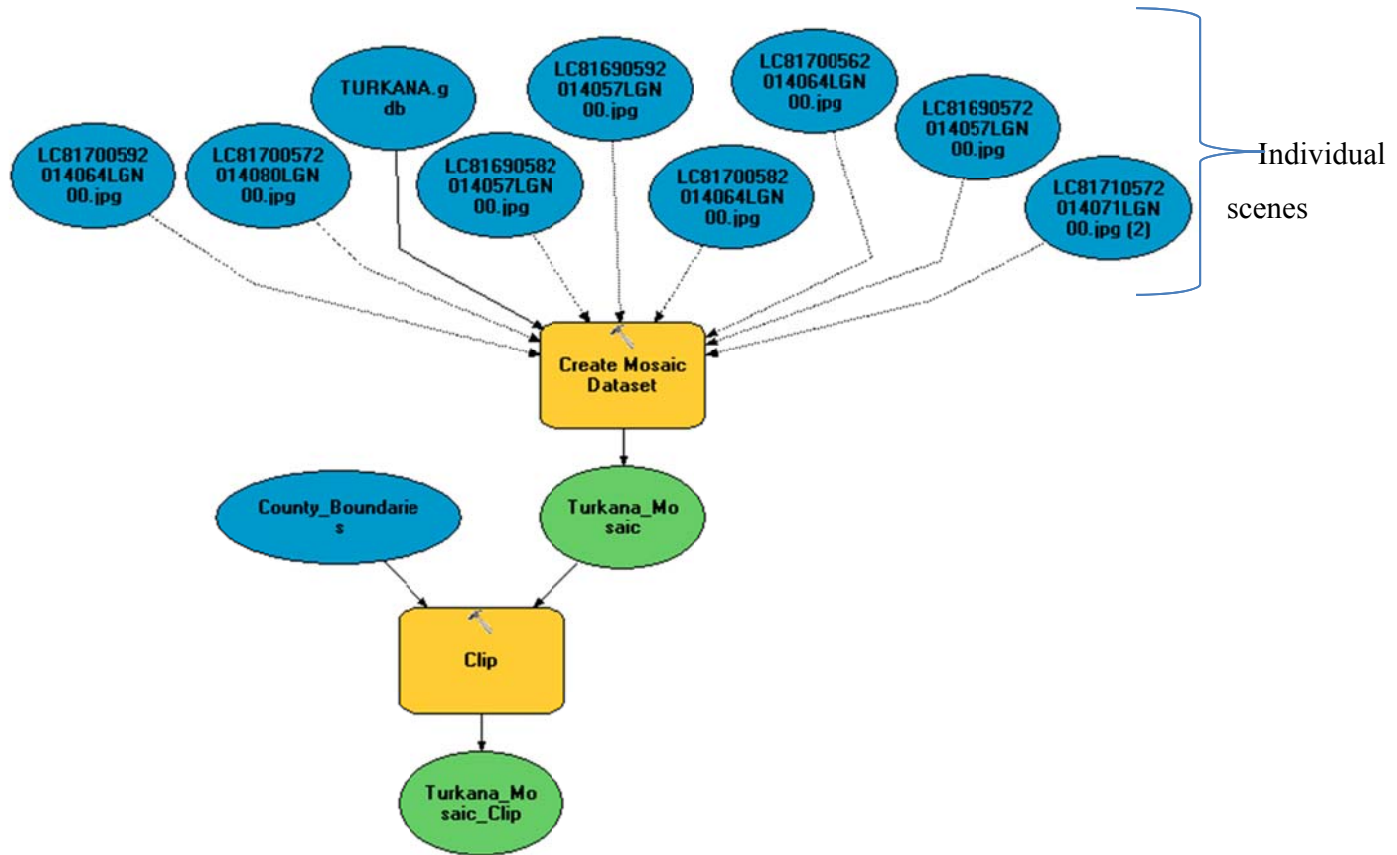 LC81700592
014064LGN
00.jpg
LC81700572
014080LGN
00.jpg
TURKANA.g
db
LC81690582
014057LGN
00.jpg
LC81690592
014057LGN
00.jpg
LC81700582
014064LGN
00.jpg
LC81700562
014064LGN
00.jpg
LC81690572
014057LGN
00.jpg
LC81710572
014071LGN
00.jpg (2)
Individual
scenes
Create Mosaic
Dataset
County_Boundarie
s
Turkana_Mo
saic
Clip
Turkana_Mo
saic_Clip